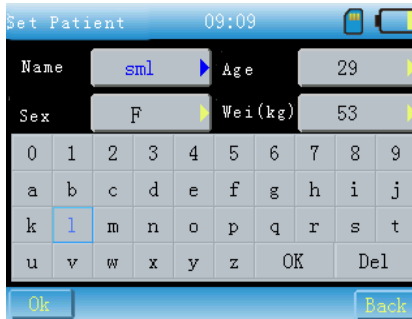 Set Patient 09:09
Name sml Age 29
Sex F Wei(kg) 53
0 1 2 3 4 5 6 7 8 9
a b c d e f g h i j
k l m n o p q r s t
u v w x y z OK Del
Ok Back